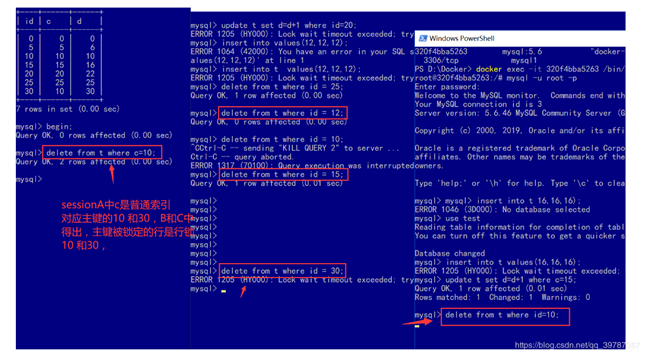 id    c    d
0    0    0
5    5    6
10    10    10
15    15    16
20    20    22
25    25    25
30    10    30
7 rows in set (0.00 sec)
mysql> begin;
Query OK, 0 rows affected (0.00 sec)
mysql> delete from t where c=10;
Query OK, 2 rows affected (0.00 sec)
mysql>
sessionA中c是普通索引
对应主键的10 和30，B和C中
得出，主键被锁定的行是行键
10 和30，
mysql> update t set d=d+1 where id=20;
ERROR 1205 (HY000): Lock wait timeout exceeded; try
mysql> insert into values(12,12,12);
ERROR 1064 (42000): You have an error in your SQL s
alues(12,12,12)' at line 1
mysql> insert into t values(12,12,12);
ERROR 1205 (HY000): Lock wait timeout exceeded; try
mysql> delete from t where id = 25;
Query OK, 1 row affected (0.00 sec)
mysql> delete from t where id = 12;
Query OK, 0 rows affected (0.00 sec)
mysql> delete from t where id = 10;
^CCtrl-C -- sending "KILL QUERY 2" to server ...
Ctrl-C -- query aborted.
ERROR 1317 (70100): Query execution was interrupted
mysql> delete from t where id = 15;
Query OK, 1 row affected (0.01 sec)
mysql>
mysql>
mysql>
mysql>
mysql>
mysql>
mysql>
mysql> delete from t where id = 30;
ERROR 1205 (HY000): Lock wait timeout exceeded; try
mysql>
Windows PowerShell
320f4bba5263    mysql:5.6    "docker-
3306/tcp    mysql1
PS D:\Docker> docker exec -it 320f4bba5263 /bin/
root@320f4bba5263:/# mysql -u root -p
Enter password:
Welcome to the MySQL monitor.  Commands end with
Your MySQL connection id is 3
Server version: 5.6.46 MySQL Community Server (G
Copyright (c) 2000, 2019, Oracle and/or its affi
Oracle is a registered trademark of Oracle Corpo
affiliates. Other names may be trademarks of the
owners.
Type 'help;' or '\h' for help. Type '\c' to clea
mysql> insert into t values(16,16,16);
ERROR 1046 (3D000): No database selected
mysql> use test
Reading table information for completion of tabl
You can turn off this feature to get a quicker s
Database changed
mysql> insert into t values(16,16,16);
ERROR 1205 (HY000): Lock wait timeout exceeded;
mysql> update t set d=d+1 where c=15;
Query OK, 1 row affected (0.01 sec)
Rows matched: 1  Changed: 1  Warnings: 0
mysql> delete from t where id=10;